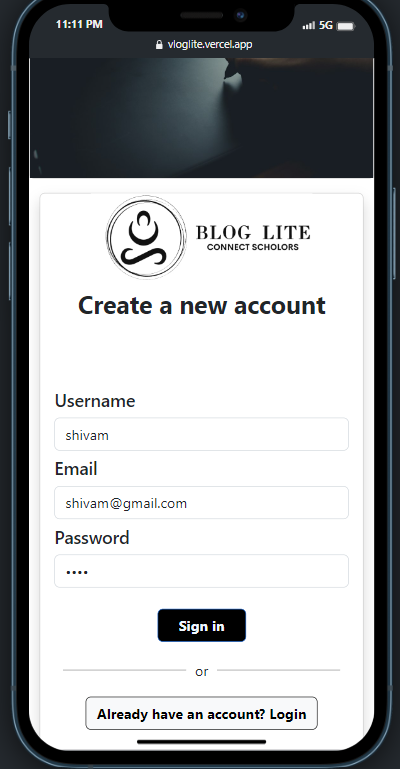 11:11 PM 5G
vloglite.vercel.app
BLOG LITE
CONNECT SCHOLORS
Create a new account
Username
shivam
Email
shivam@gmail.com
Password
••••
Sign in
or
Already have an account? Login